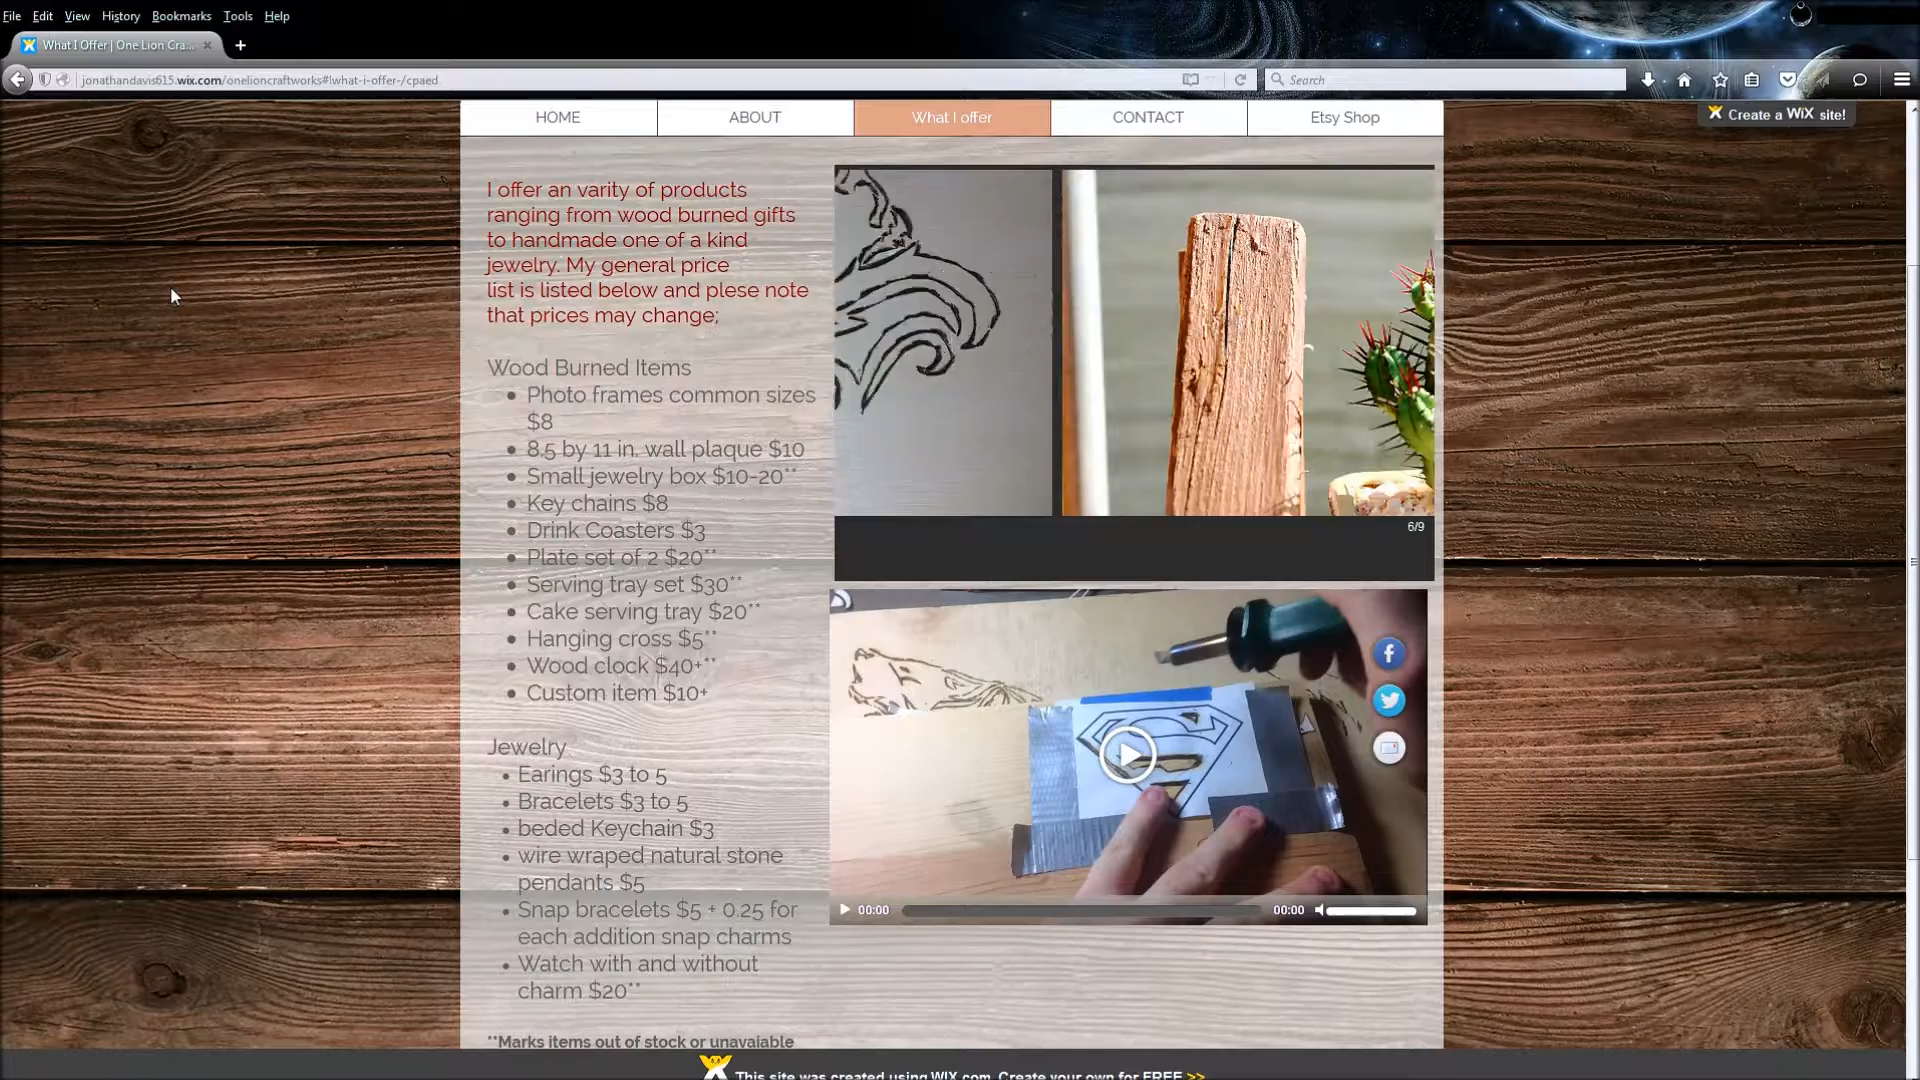 File Edit View History Bookmarks Tools Help
What I Offer | One Lion Cra...
jonathandavis615.wix.com/onelioncraftworks#!what-i-offer-/cpaed
Search
HOME ABOUT What I offer CONTACT Etsy Shop
Create a WiX site!
I offer an varity of products
ranging from wood burned gifts
to handmade one of a kind
jewelry. My general price
list is listed below and plese note
that prices may change;
Wood Burned Items
Photo frames common sizes
$8
8.5 by 11 in. wall plaque $10
Small jewelry box $10-20**
Key chains $8
Drink Coasters $3
Plate set of 2 $20**
Serving tray set $30**
Cake serving tray $20**
Hanging cross $5**
Wood clock $40+**
Custom item $10+
Jewelry
Earings $3 to 5
Bracelets $3 to 5
beded Keychain $3
wire wraped natural stone
pendants $5
Snap bracelets $5 + 0.25 for
each addition snap charms
Watch with and without
charm $20**
**Marks items out of stock or unavaiable
6/9
00:00 00:00
This site was created using WIX.com. Create your own for FREE >>